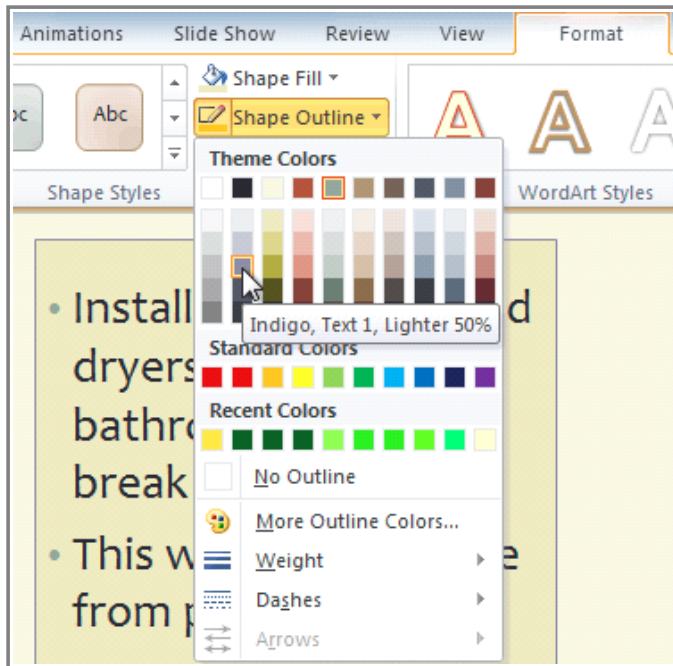 Animations Slide Show Review View Format
Shape Fill
Abc Shape Outline A A A
Theme Colors
Shape Styles WordArt Styles
Indigo, Text 1, Lighter 50%
Standard Colors
Recent Colors
No Outline
More Outline Colors...
Weight
Dashes
Arrows
• Install d
dryers
bathro
break
• This w e
from p